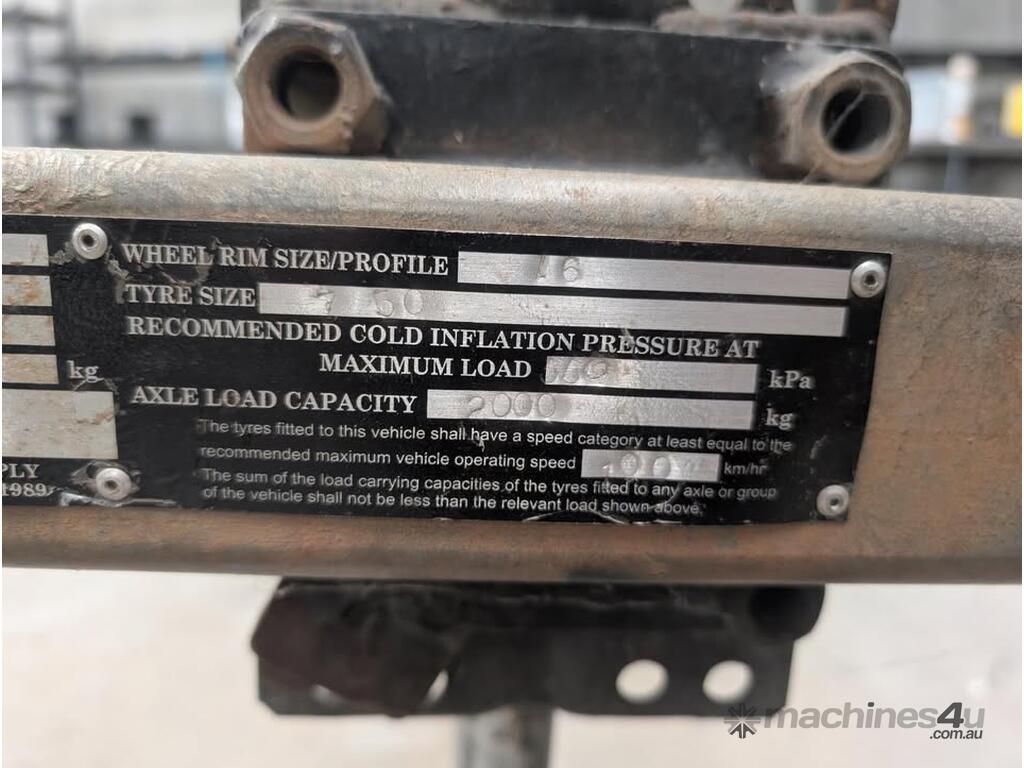 WHEEL RIM SIZE/PROFILE 16
TYRE SIZE 7 50
RECOMMENDED COLD INFLATION PRESSURE AT
MAXIMUM LOAD kPa
kg
AXLE LOAD CAPACITY 2000 kg
The tyres fitted to this vehicle shall have a speed category at least equal to the
recommended maximum vehicle operating speed km/hr
The sum of the load carrying capacities of the tyres fitted to any axle or group
of the vehicle shall not be less than the relevant load shown above.
PLY
1989
machines4u
.com.au